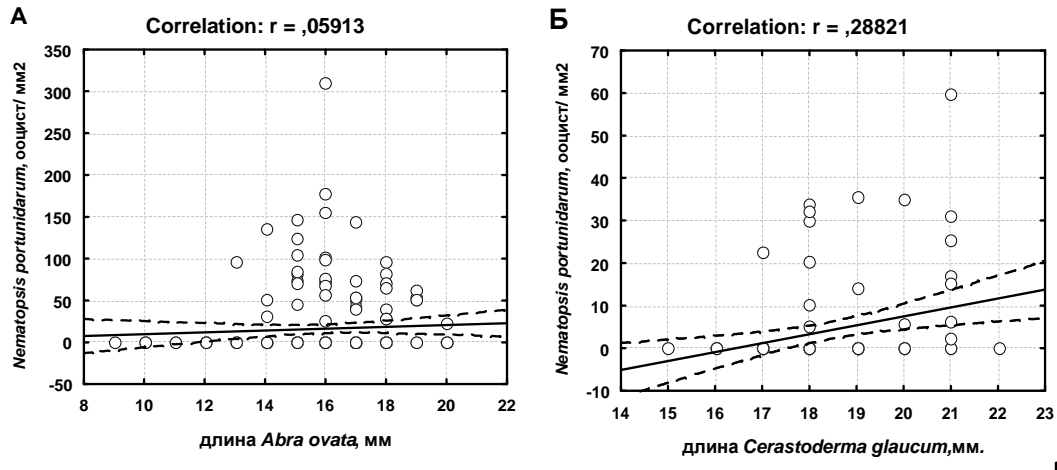 А
Correlation: r = ,05913
Nematopsis portunidarum, ооцист/ мм2
350
300
250
200
150
100
50
0
-50
8 10 12 14 16 18 20 22
длина Abra ovata, мм
Б
Correlation: r = ,28821
Nematopsis portunidarum, ооцист/ мм2
70
60
50
40
30
20
10
0
-10
14 15 16 17 18 19 20 21 22 23
длина Cerastoderma glaucum,мм.